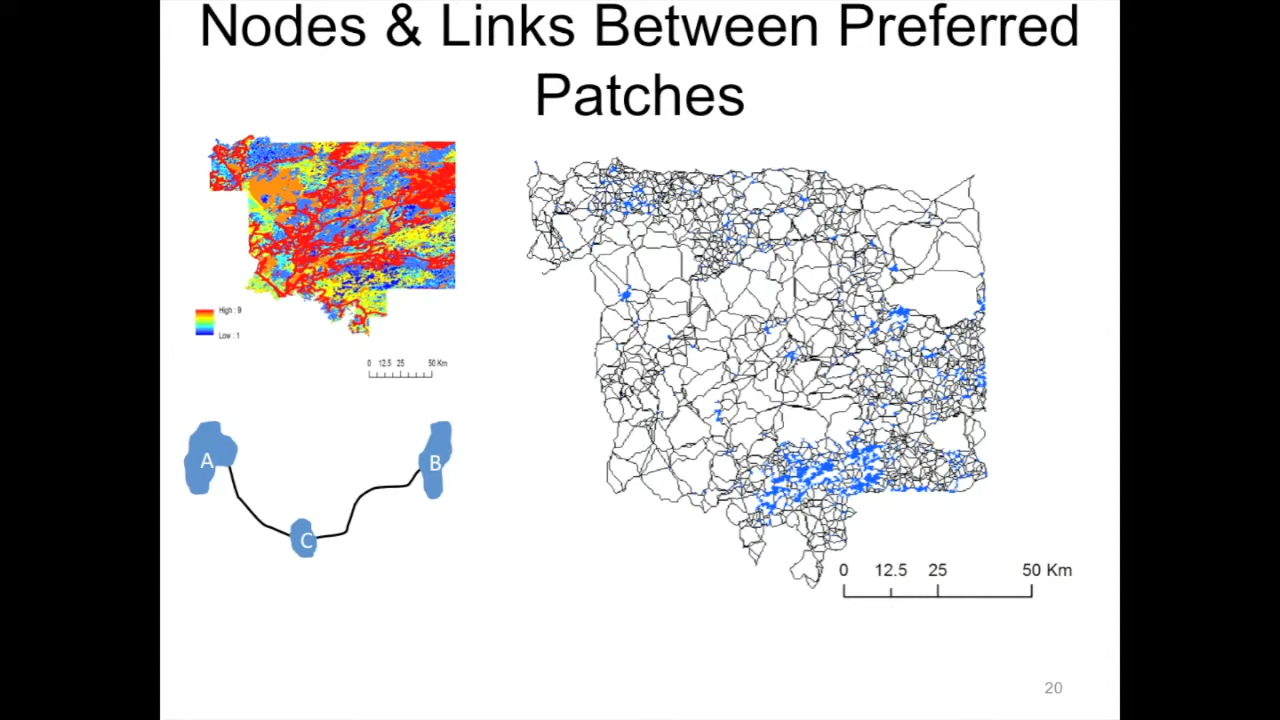 Nodes & Links Between Preferred
Patches
High : 9
Low : 1
0 12.5 25 50 Km
A
B
C
0 12.5 25 50 Km
20